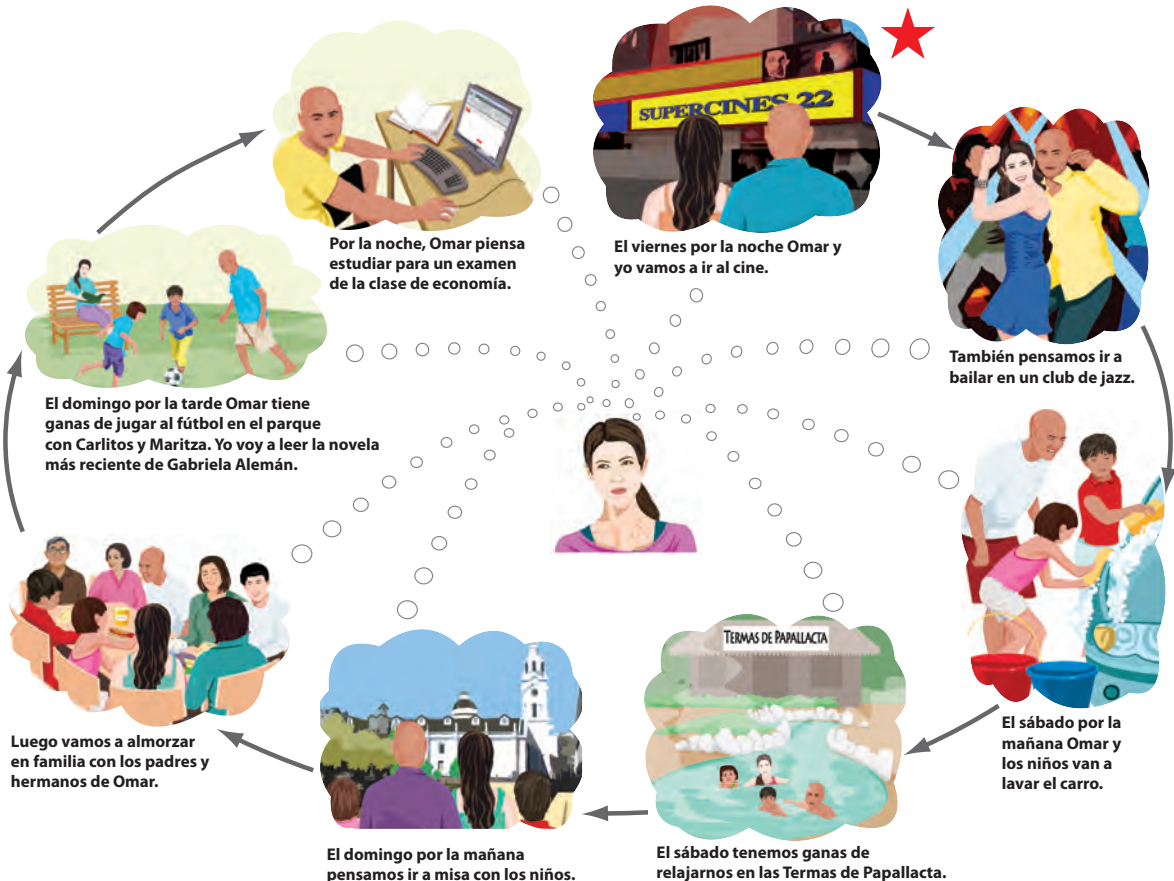 SUPERCINES 22
El viernes por la noche Omar y
yo vamos a ir al cine.
También pensamos ir a
bailar en un club de jazz.
El sábado por la
mañana Omar y
los niños van a
lavar el carro.
TERMAS DE PAPALLACTA
El sábado tenemos ganas de
relajarnos en las Termas de Papallacta.
El domingo por la mañana
pensamos ir a misa con los niños.
Luego vamos a almorzar
en familia con los padres y
hermanos de Omar.
El domingo por la tarde Omar tiene
ganas de jugar al fútbol en el parque
con Carlitos y Maritza. Yo voy a leer la novela
más reciente de Gabriela Alemán.
Por la noche, Omar piensa
estudiar para un examen
de la clase de economía.